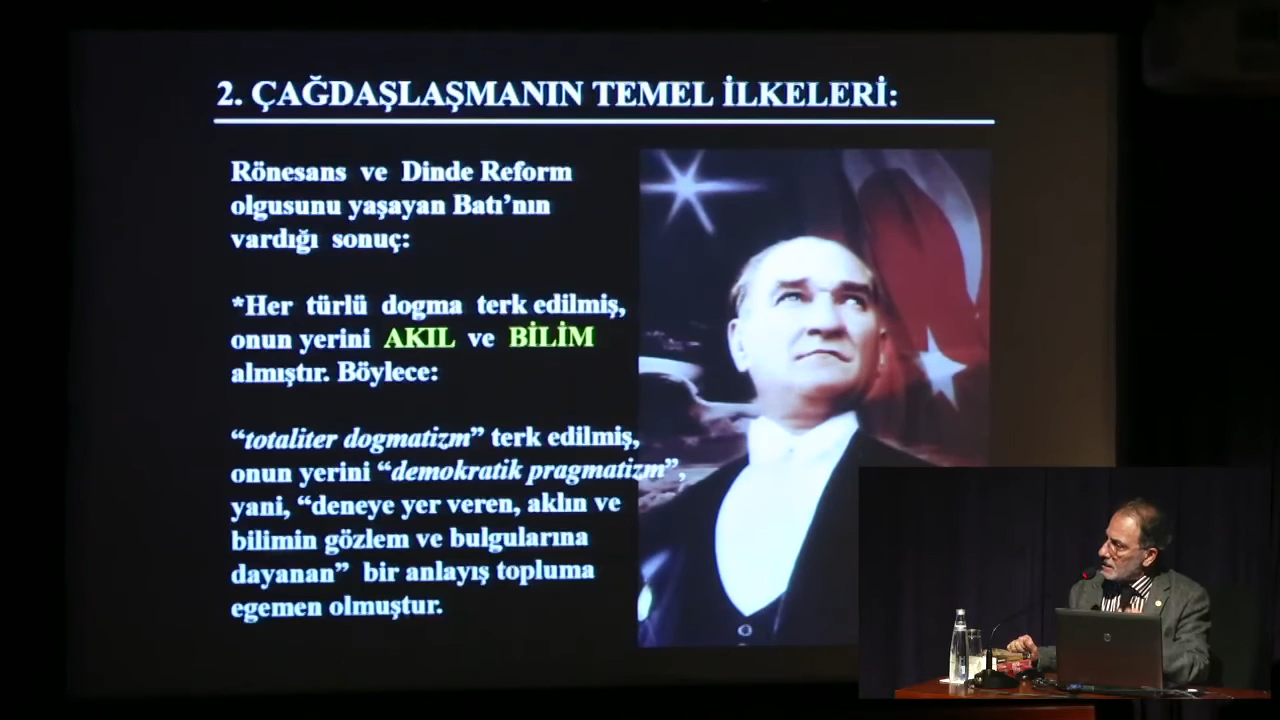 2. ÇAĞDAŞLAŞMANIN TEMEL İLKELERİ:
Rönesans ve Dinde Reform
olgusunu yaşayan Batı’nın
vardığı sonuç:
*Her türlü dogma terk edilmiş,
onun yerini AKIL ve BİLİM
almıştır. Böylece:
“totaliter dogmatizm” terk edilmiş,
onun yerini “demokratik pragmatizm”,
yani, “deneye yer veren, aklın ve
bilimin gözlem ve bulgularına
dayanan” bir anlayış topluma
egemen olmuştur.